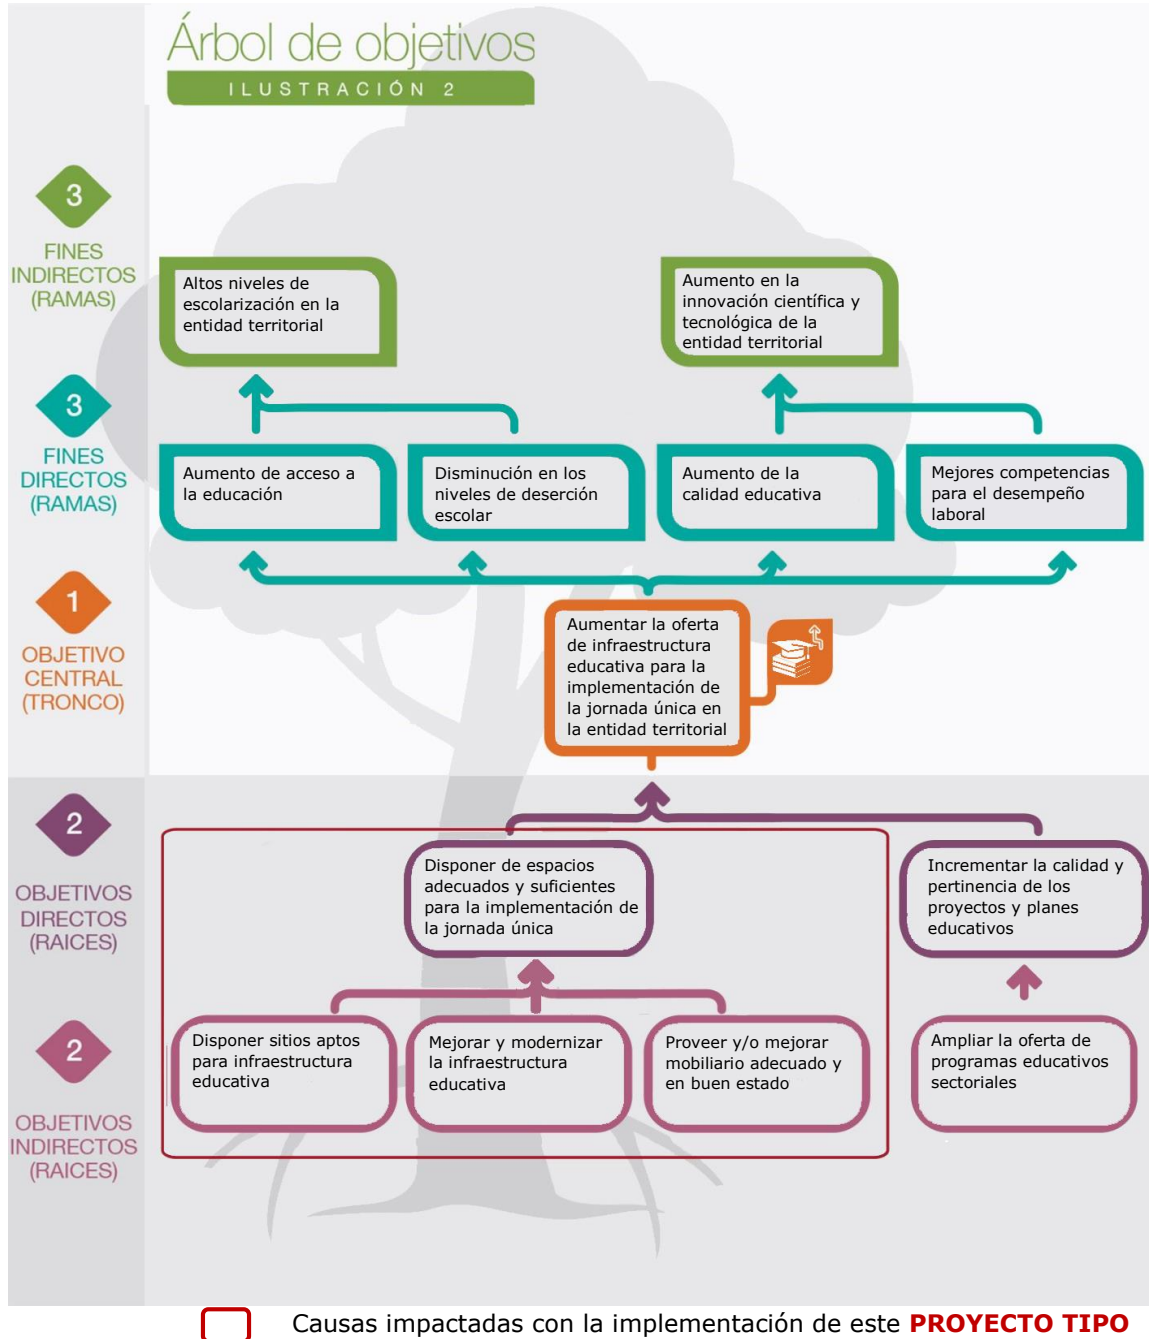 Árbol de objetivos
ILUSTRACIÓN 2
3
FINES
INDIRECTOS
(RAMAS)
Altos niveles de
escolarización en la
entidad territorial
Aumento en la
innovación científica y
tecnológica de la
entidad territorial
3
FINES
DIRECTOS
(RAMAS)
Aumento de acceso a
la educación
Disminución en los
niveles de deserción
escolar
Aumento de la
calidad educativa
Mejores competencias
para el desempeño
laboral
1
OBJETIVO
CENTRAL
(TRONCO)
Aumentar la oferta
de infraestructura
educativa para la
implementación de
la jornada única en
la entidad territorial
2
OBJETIVOS
DIRECTOS
(RAICES)
Disponer de espacios
adecuados y suficientes
para la implementación de
la jornada única
Incrementar la calidad y
pertinencia de los
proyectos y planes
educativos
2
OBJETIVOS
INDIRECTOS
(RAICES)
Disponer sitios aptos
para infraestructura
educativa
Mejorar y modernizar
la infraestructura
educativa
Proveer y/o mejorar
mobiliario adecuado y
en buen estado
Ampliar la oferta de
programas educativos
sectoriales
Causas impactadas con la implementación de este PROYECTO TIPO